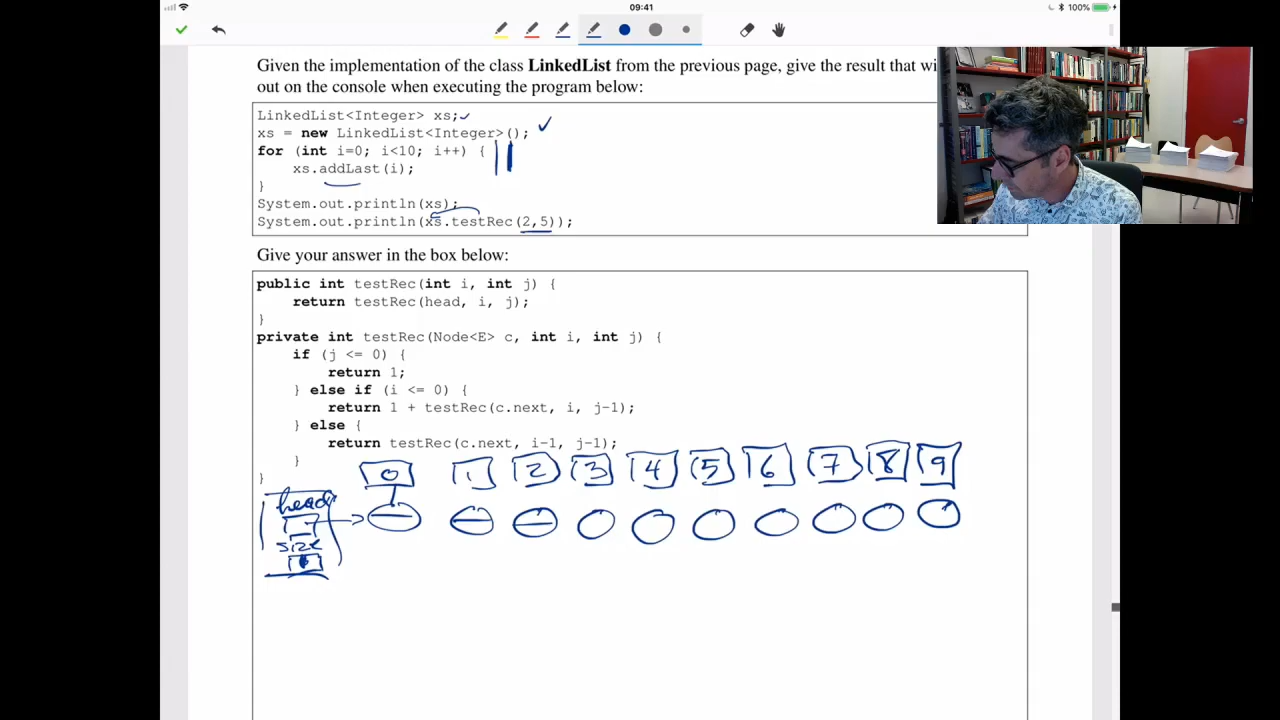 09:41
100%
Given the implementation of the class LinkedList from the previous page, give the result that wi
out on the console when executing the program below:
LinkedList<Integer> xs;
xs = new LinkedList<Integer>();
for (int i=0; i<10; i++) {
xs.addLast(i);
}
System.out.println(xs);
System.out.println(xs.testRec(2,5));
Give your answer in the box below:
public int testRec(int i, int j) {
return testRec(head, i, j);
}
private int testRec(Node<E> c, int i, int j) {
if (j <= 0) {
return 1;
} else if (i <= 0) {
return 1 + testRec(c.next, i, j-1);
} else {
return testRec(c.next, i-1, j-1);
}
}
0 1 2 3 4 5 6 7 8 9
head
size